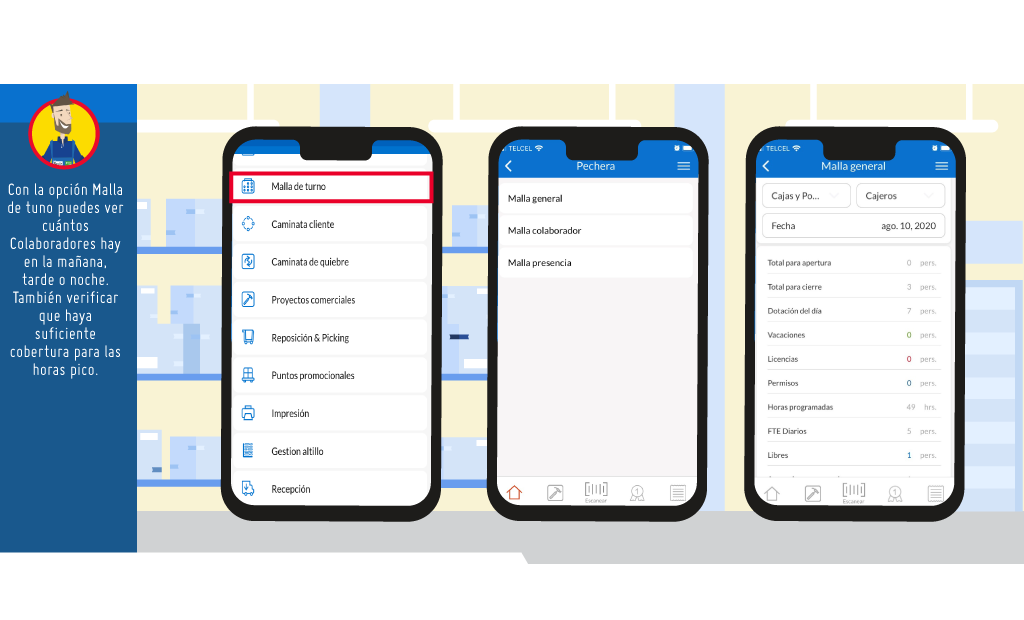 Con la opción Malla
de tuno puedes ver
cuántos
Colaboradores hay
en la mañana,
tarde o noche.
También verificar
que haya
suficiente
cobertura para las
horas pico.
Malla de turno
Caminata cliente
Caminata de quiebre
Proyectos comerciales
Reposición & Picking
Puntos promocionales
Impresión
Gestion altillo
Recepción
TELCEL
Pechera
Malla general
Malla colaborador
Malla presencia
Escanear
TELCEL
Malla general
Cajas y Po... Cajeros
Fecha ago. 10, 2020
Total para apertura 0 pers.
Total para cierre 3 pers.
Dotación del día 7 pers.
Vacaciones 0 pers.
Licencias 0 pers.
Permisos 0 pers.
Horas programadas 49 hrs.
FTE Diarios 5 pers.
Libres 1 pers.
Escanear